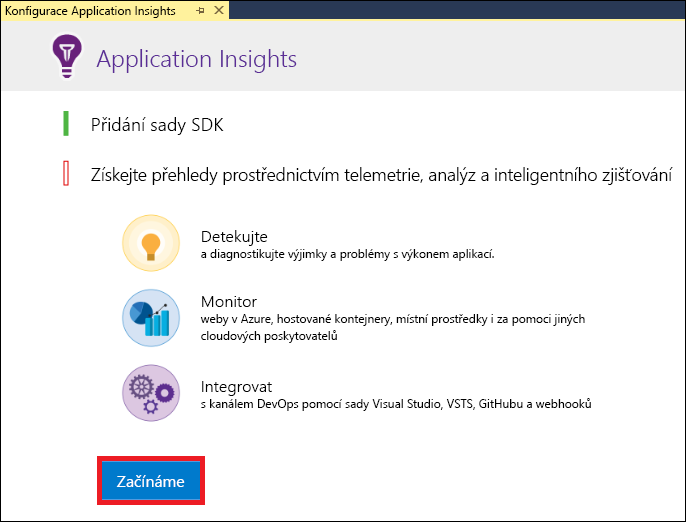 Konfigurace Application Insights
Application Insights
Přidání sady SDK
Získejte přehledy prostřednictvím telemetrie, analýz a inteligentního zjišťování
Detekujte
a diagnostikujte výjimky a problémy s výkonem aplikací.
Monitor
weby v Azure, hostované kontejnery, místní prostředky i za pomoci jiných
cloudových poskytovatelů
Integrovat
s kanálem DevOps pomocí sady Visual Studio, VSTS, GitHubu a webhooků
Začínáme